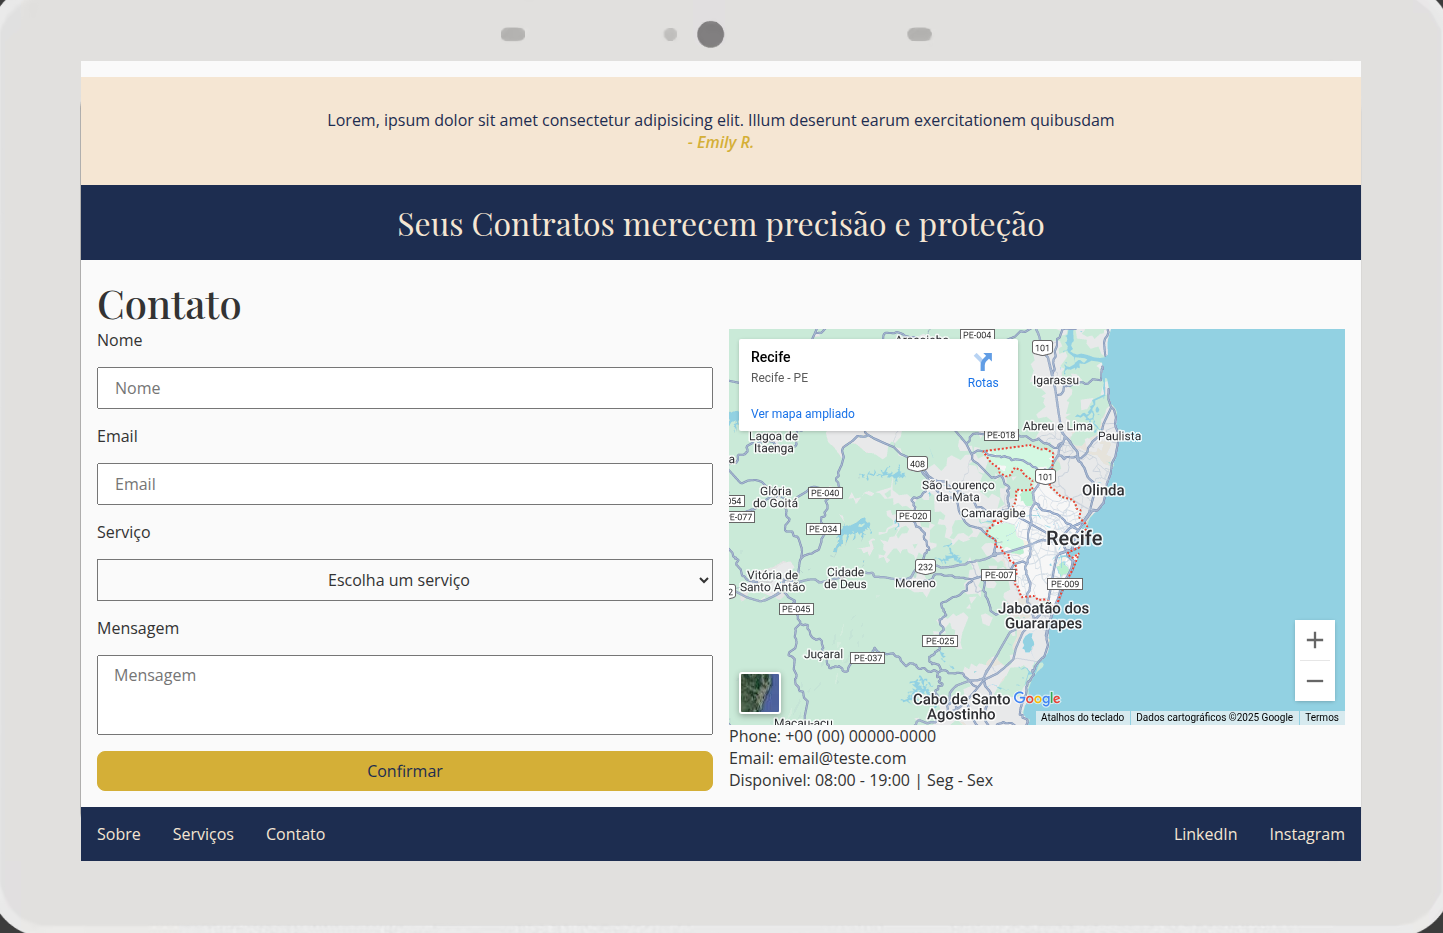 Lorem, ipsum dolor sit amet consectetur adipisicing elit. Illum deserunt earum exercitationem quibusdam
- Emily R.
Seus Contratos merecem precisão e proteção
Contato
Nome
Nome
Email
Email
Serviço
Escolha um serviço
Mensagem
Mensagem
Confirmar
Recife
Recife - PE
Rotas
Ver mapa ampliado
PE-004
101
Igarassu
Abreu e Lima
PE-018
Paulista
Lagoa de
Itaenga
408
101
São Lourenço
da Mata
Olinda
Glória
do Goitá
PE-040
054
E-077
PE-020
Camaragibe
PE-034
Recife
232
Vitória de
Santo Antão
Cidade
de Deus
Moreno
PE-007
PE-009
PE-045
Jaboatão dos
Guararapes
PE-025
Juçaral
PE-037
Cabo de Santo
Agostinho
Google
Atalhos do teclado
Dados cartográficos ©2025 Google
Termos
Phone: +00 (00) 00000-0000
Email: email@teste.com
Disponivel: 08:00 - 19:00 | Seg - Sex
Sobre
Serviços
Contato
LinkedIn
Instagram